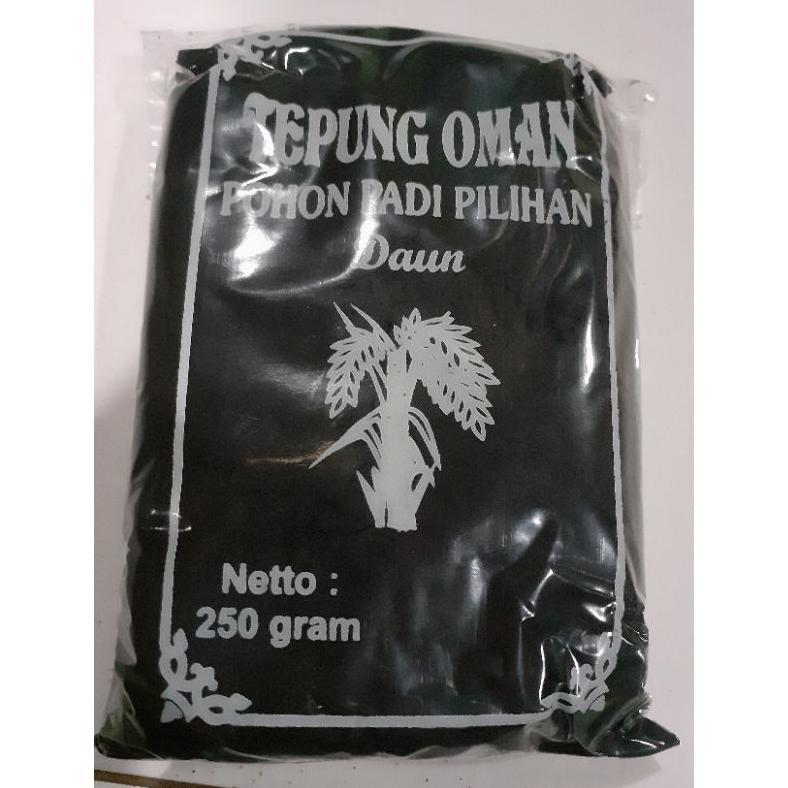 TEPUNG OMAN
POHON PADI PILIHAN
Daun
Netto :
250 gram